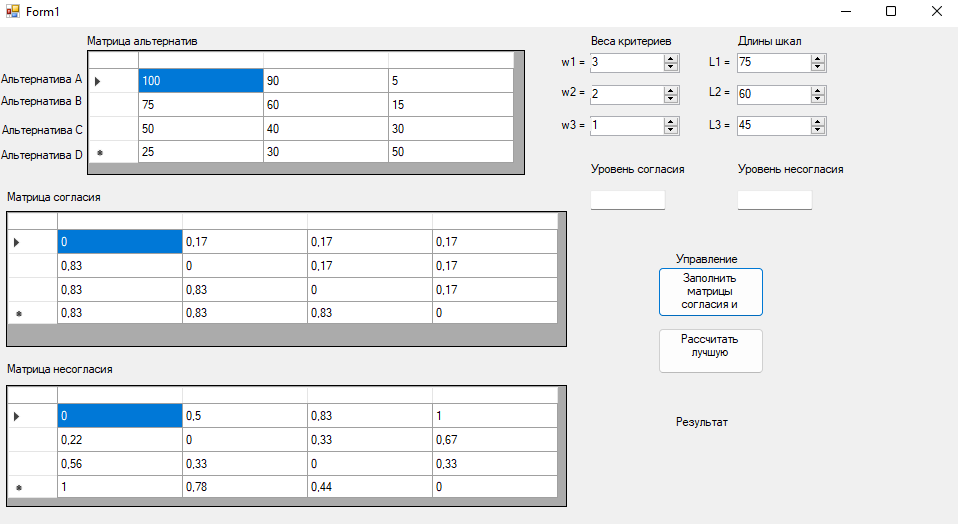 Form1
Матрица альтернатив
Веса критериев
Длины шкал
Альтернатива A 100 90 5
Альтернатива B 75 60 15
Альтернатива C 50 40 30
Альтернатива D 25 30 50
w1 = 3 L1 = 75
w2 = 2 L2 = 60
w3 = 1 L3 = 45
Уровень согласия
Уровень несогласия
Матрица согласия
0 0,17 0,17 0,17
0,83 0 0,17 0,17
0,83 0,83 0 0,17
0,83 0,83 0,83 0
Управление
Заполнить
матрицы
согласия и
Рассчитать
лучшую
Матрица несогласия
0 0,5 0,83 1
0,22 0 0,33 0,67
0,56 0,33 0 0,33
1 0,78 0,44 0
Результат